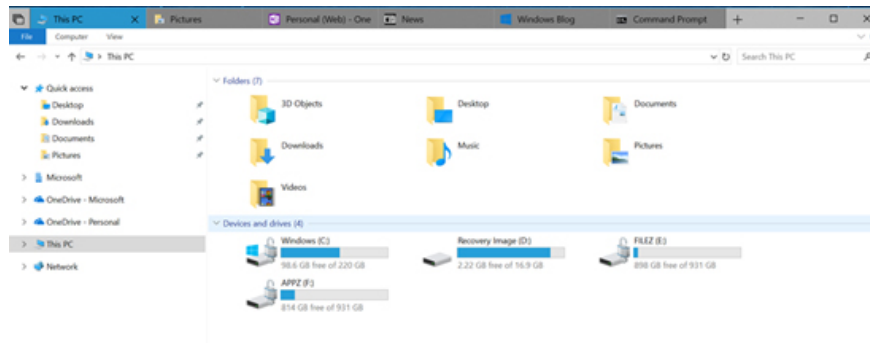 This PC Pictures Personal (Web) - One News Windows Blog Command Prompt
File Computer View
This PC Search This PC
Quick access
Desktop
Downloads
Documents
Pictures
Microsoft
OneDrive - Microsoft
OneDrive - Personal
This PC
Network
Folders (7)
3D Objects Desktop Documents
Downloads Music Pictures
Videos
Devices and drives (4)
Windows (C:) Recovery Image (D:) FILEZ (E:)
98.6 GB free of 220 GB 2.22 GB free of 16.9 GB 898 GB free of 931 GB
APPZ (F:)
814 GB free of 931 GB